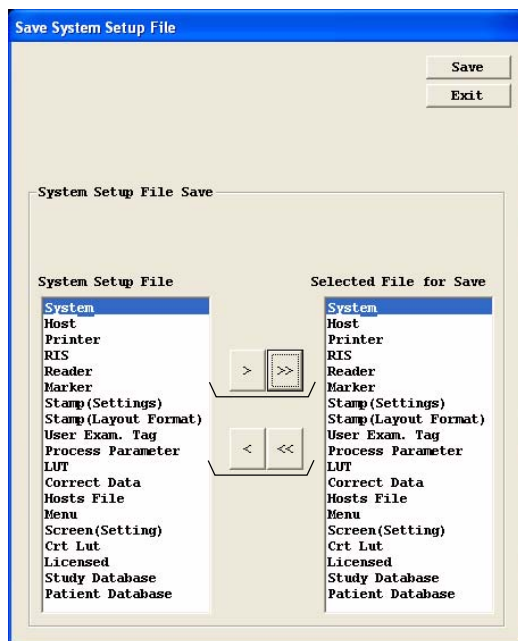 Save System Setup File
Save
Exit
System Setup File Save
System Setup File
System
Host
Printer
RIS
Reader
Marker
Stamp(Settings)
Stamp(Layout Format)
User Exam. Tag
Process Parameter
LUT
Correct Data
Hosts File
Menu
Screen(Setting)
Crt Lut
Licensed
Study Database
Patient Database
> >>
< <<
Selected File for Save
System
Host
Printer
RIS
Reader
Marker
Stamp(Settings)
Stamp(Layout Format)
User Exam. Tag
Process Parameter
LUT
Correct Data
Hosts File
Menu
Screen(Setting)
Crt Lut
Licensed
Study Database
Patient Database